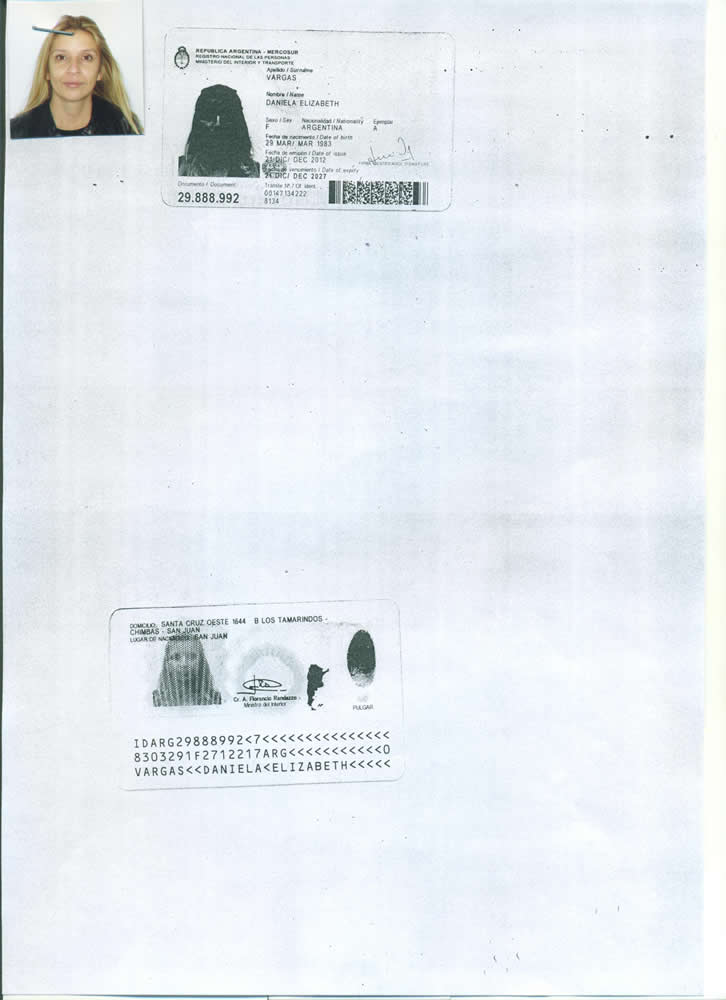 REPUBLICA ARGENTINA - MERCOSUR
REGISTRO NACIONAL DE LAS PERSONAS
MINISTERIO DEL INTERIOR Y TRANSPORTE
Apellido / Surname
VARGAS
Nombre / Name
DANIELA ELIZABETH
Sexo / Sex Nacionalidad / Nationality Ejemplar
F ARGENTINA A
Fecha de nacimiento / Date of birth
29 MAR/ MAR 1983
Fecha de emisión / Date of issue
21 DIC/ DEC 2012
Fecha de vencimiento / Date of expiry
21 DIC/ DEC 2027
Documento / Document
29.888.992
Trámite Nº / Of. ident.
00147134222
8134
DOMICILIO: SANTA CRUZ OESTE 1644 B LOS TAMARINDOS -
CHIMBAS - SAN JUAN
LUGAR DE NACIMIENTO: SAN JUAN
Cr. A. Florencio Randazzo
Ministro del Interior
PULGAR
IDARG29888992<7<<<<<<<<<<<<<<<
8303291F2712217ARG<<<<<<<<<<<0
VARGAS<<DANIELA<ELIZABETH<<<<<